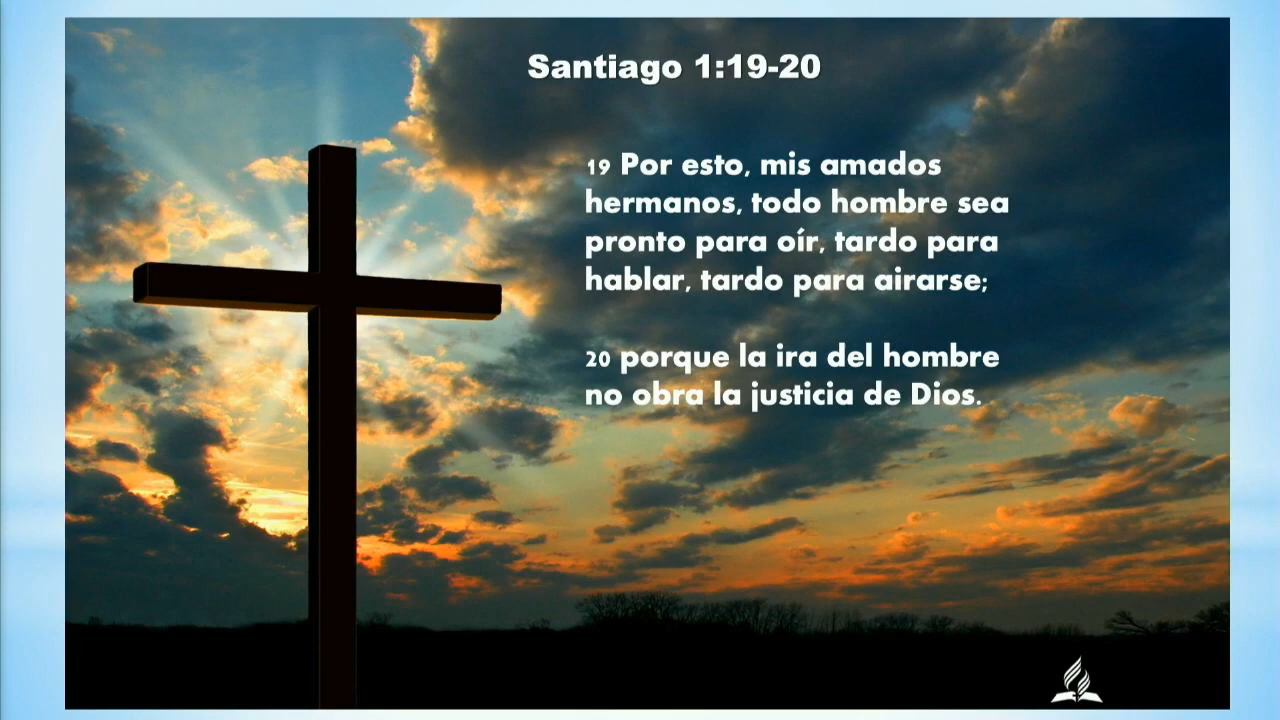 Santiago 1:19-20
19 Por esto, mis amados
hermanos, todo hombre sea
pronto para oír, tardo para
hablar, tardo para airarse;
20 porque la ira del hombre
no obra la justicia de Dios.